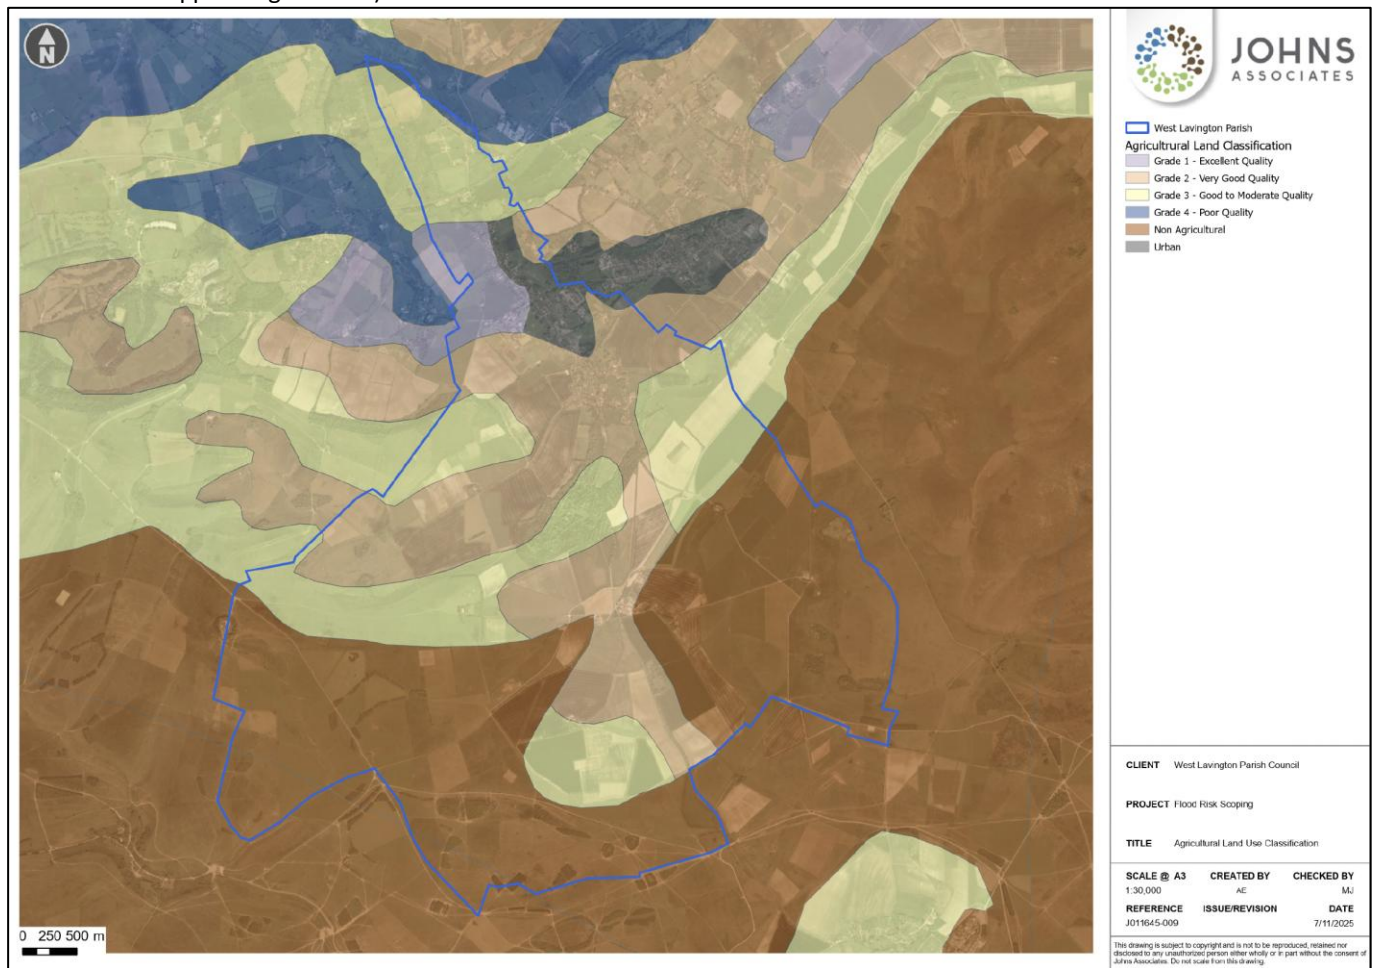 N
JOHNS
ASSOCIATES
West Lavington Parish
Agricultrural Land Classification
Grade 1 - Excellent Quality
Grade 2 - Very Good Quality
Grade 3 - Good to Moderate Quality
Grade 4 - Poor Quality
Non Agricultural
Urban
CLIENT West Lavington Parish Council
PROJECT Flood Risk Scoping
TITLE Agricultural Land Use Classification
SCALE @ A3 CREATED BY CHECKED BY
1:30,000 AE MJ
REFERENCE ISSUE/REVISION DATE
J011645-009 7/11/2025
This drawing is subject to copyright and is not to be reproduced, retained nor
disclosed to any unauthorized person either wholly or in part without the consent of
Johns Associates. Do not scale from this drawing.
0 250 500 m